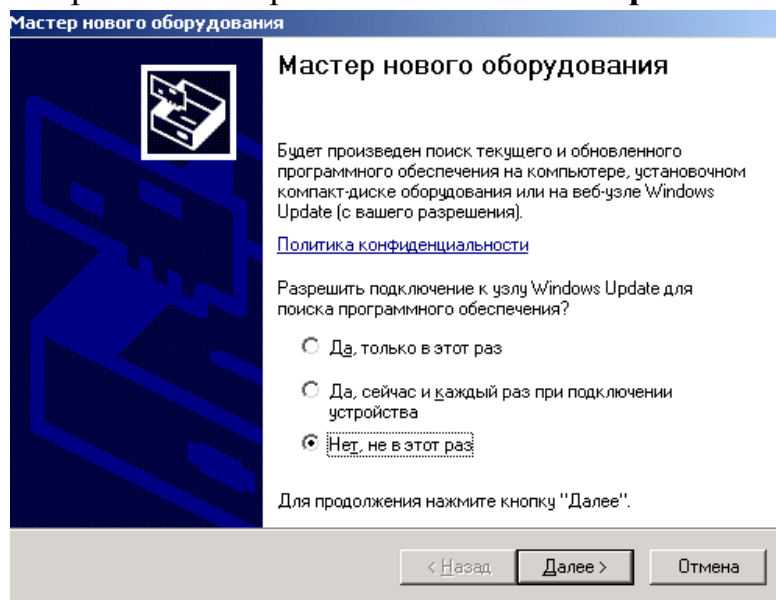 Мастер нового оборудования
Мастер нового оборудования
Будет произведен поиск текущего и обновленного
программного обеспечения на компьютере, установочном
компакт-диске оборудования или на веб-узле Windows
Update (с вашего разрешения).
Политика конфиденциальности
Разрешить подключение к узлу Windows Update для
поиска программного обеспечения?
Да, только в этот раз
Да, сейчас и каждый раз при подключении
устройства
Нет, не в этот раз
Для продолжения нажмите кнопку "Далее".
< Назад
Далее >
Отмена